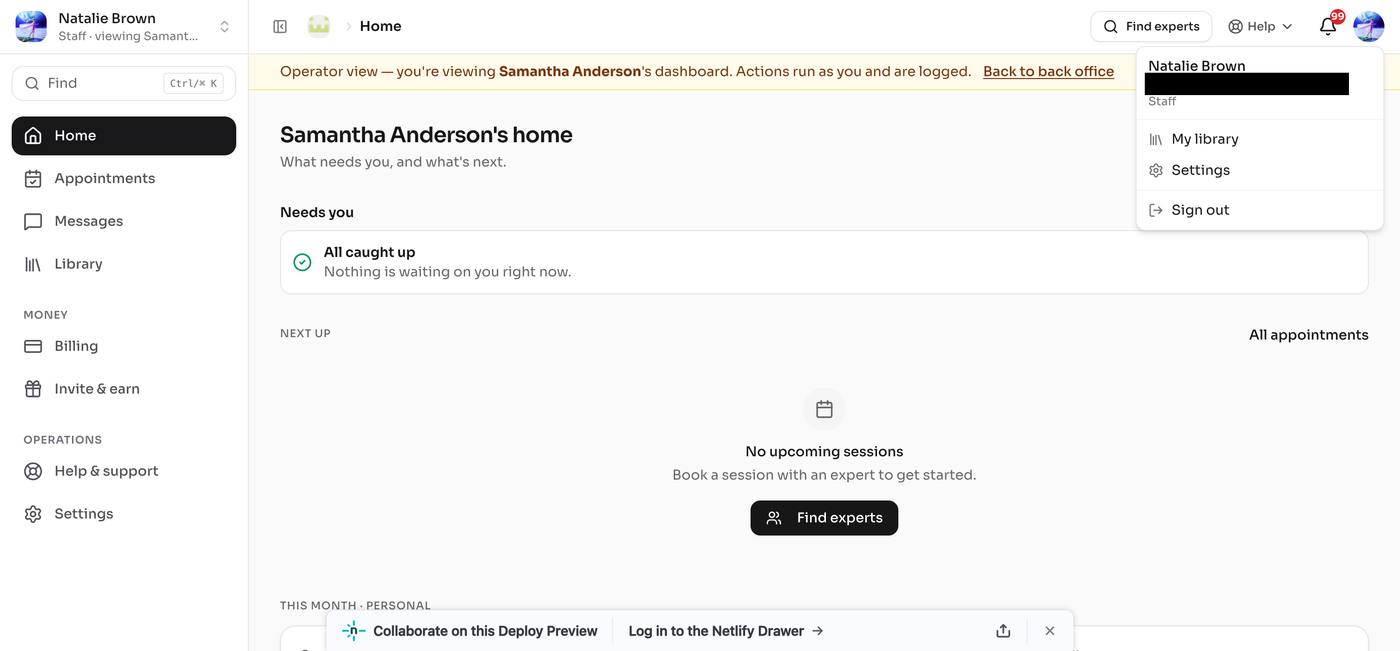 Natalie Brown
Staff · viewing Samant...
Home
Find experts
Help
99
Find
Ctrl/⌘ K
Operator view — you're viewing Samantha Anderson's dashboard. Actions run as you and are logged. Back to back office
Natalie Brown
Staff
My library
Settings
Sign out
Home
Appointments
Messages
Library
MONEY
Billing
Invite & earn
OPERATIONS
Help & support
Settings
Samantha Anderson's home
What needs you, and what's next.
Needs you
All caught up
Nothing is waiting on you right now.
NEXT UP
All appointments
No upcoming sessions
Book a session with an expert to get started.
Find experts
THIS MONTH · PERSONAL
Collaborate on this Deploy Preview
Log in to the Netlify Drawer →